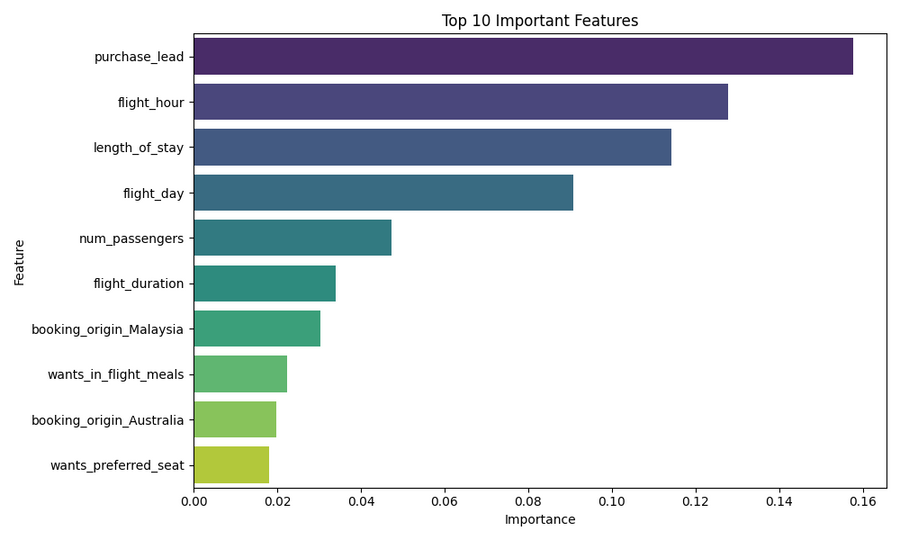 Top 10 Important Features
Feature
purchase_lead
flight_hour
length_of_stay
flight_day
num_passengers
flight_duration
booking_origin_Malaysia
wants_in_flight_meals
booking_origin_Australia
wants_preferred_seat
0.00 0.02 0.04 0.06 0.08 0.10 0.12 0.14 0.16
Importance